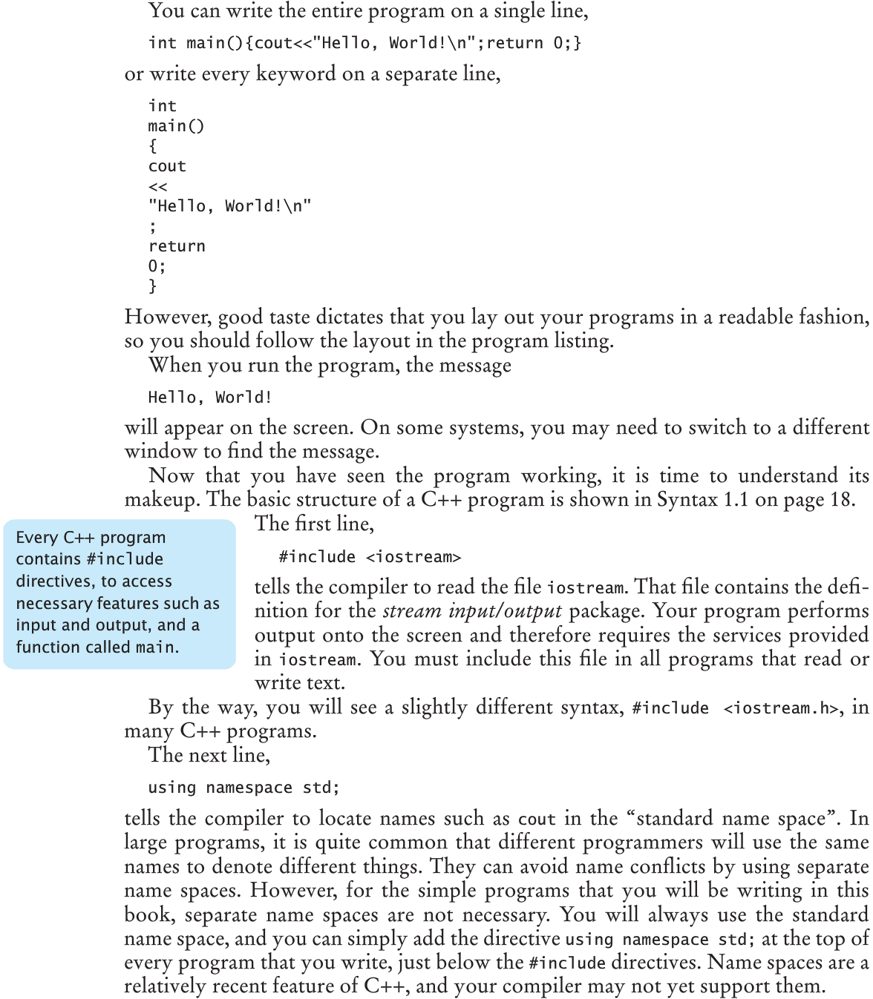 You can write the entire program on a single line,
int main(){cout<<"Hello, World!\n";return 0;}
or write every keyword on a separate line,
int
main()
{
cout
<<
"Hello, World!\n"
;
return
0;
}
However, good taste dictates that you lay out your programs in a readable fashion,
so you should follow the layout in the program listing.
When you run the program, the message
Hello, World!
will appear on the screen. On some systems, you may need to switch to a different
window to find the message.
Now that you have seen the program working, it is time to understand its
makeup. The basic structure of a C++ program is shown in Syntax 1.1 on page 18.
Every C++ program
contains #include
directives, to access
necessary features such as
input and output, and a
function called main.
The first line,
#include <iostream>
tells the compiler to read the file iostream. That file contains the defi-
nition for the stream input/output package. Your program performs
output onto the screen and therefore requires the services provided
in iostream. You must include this file in all programs that read or
write text.
By the way, you will see a slightly different syntax, #include <iostream.h>, in
many C++ programs.
The next line,
using namespace std;
tells the compiler to locate names such as cout in the “standard name space”. In
large programs, it is quite common that different programmers will use the same
names to denote different things. They can avoid name conflicts by using separate
name spaces. However, for the simple programs that you will be writing in this
book, separate name spaces are not necessary. You will always use the standard
name space, and you can simply add the directive using namespace std; at the top of
every program that you write, just below the #include directives. Name spaces are a
relatively recent feature of C++, and your compiler may not yet support them.